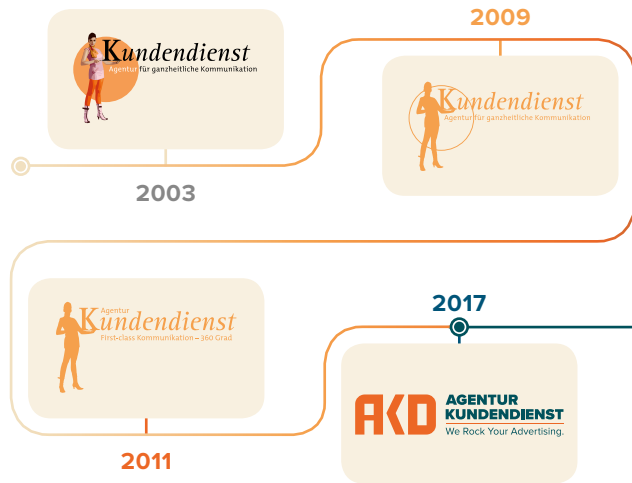 Kundendienst
Agentur für ganzheitliche Kommunikation
2003
2009
Kundendienst
Agentur für ganzheitliche Kommunikation
Agentur
Kundendienst
First-class Kommunikation – 360 Grad
2011
2017
AKD
AGENTUR
KUNDENDIENST
We Rock Your Advertising.